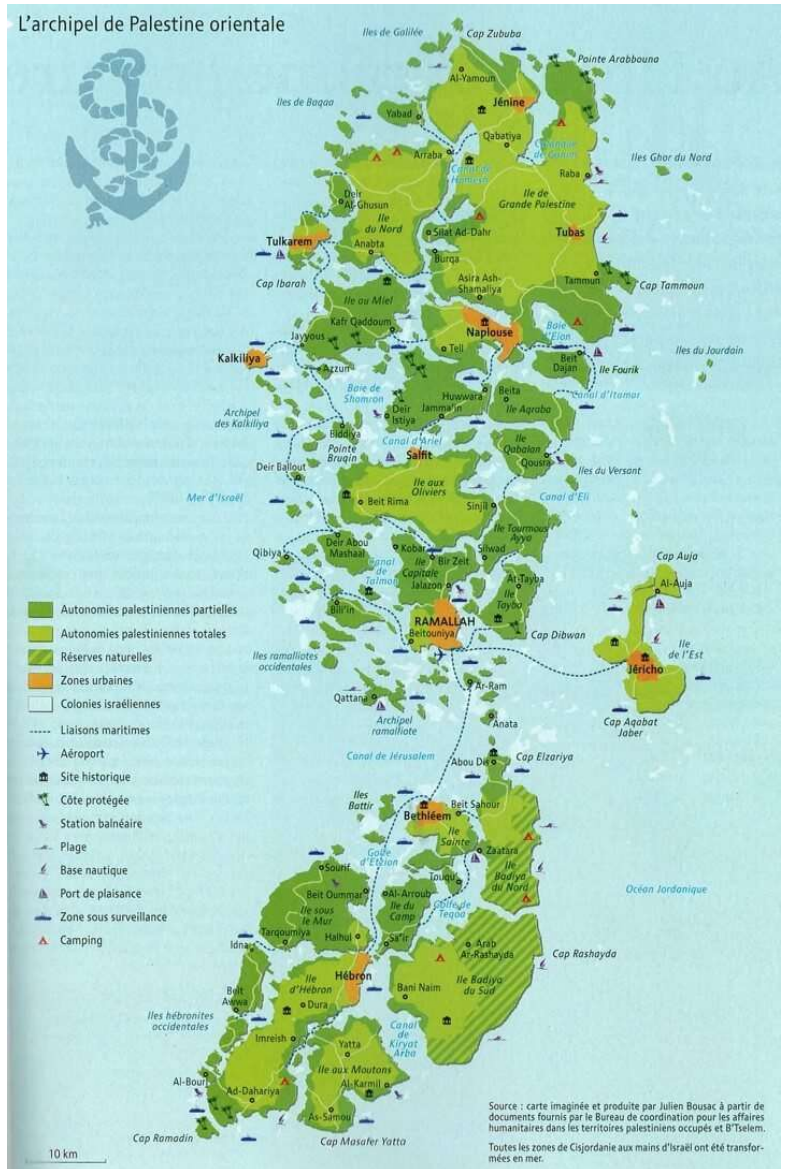 L'archipel de Palestine orientale
Iles de Galilée
Cap Zububa
Pointe Arabbouna
Al-Yamoun
Jénine
Iles de Baqaa
Yabad
Qabatiya
Arraba
Canal de
Homesh
Iles Ghor du Nord
Raba
Ile de
Grande Palestine
Deir
Al-Ghusun
Ile
du Nord
Silat Ad-Dahr
Tubas
Tulkarem
Anabta
Burqa
Cap Ibarah
Asira Ash-
Shamaliya
Tammun
Cap Tammoun
Ile au Miel
Kafr Qaddoum
Naplouse
Baie
d'Elon
Jayyous
Tell
Beit
Dajan
Ile Fourik
Iles du Jourdain
Kalkiliya
Azzun
Baie de
Shomron
Huwwara
Beita
Canal d'Itamar
Archipel
des Kalkiliya
Deir
Istiya
Jamma'in
Ile Aqraba
Biddiya
Pointe
Bruqin
Canal d'Ariel
Salfit
Ile
Qabalan
Qousra
Iles du Versant
Deir Ballout
Mer d'Israël
Ile aux
Oliviers
Beit Rima
Sinjil
Canal d'Eli
Ile Tourmous
Ayya
Deir Abou
Mashaal
Qibiya
Kobar
Silwad
Canal
de
Talmon
Ile
Capitale
Bir Zeit
Jalazon
At-Tayba
Ile
Tayba
Cap Auja
Al-Auja
Bili'in
RAMALLAH
Beitouniya
Cap Dibwan
Ile
de l'Est
Jéricho
Iles ramalliotes
occidentales
Qattana
Ar-Ram
Cap Aqabat
Jaber
Archipel
ramalliote
Anata
Canal de Jérusalem
Abou Dis
Cap Elzariya
Iles
Battir
Bethléem
Beit Sahour
Ile
Sainte
Golfe
d'Etzion
Zaatara
Ile
Badiya
du Nord
Sourif
Touqu'
Beit Oummar
Al-Arroub
Ile du
Camp
Golfe de
Teqoa
Océan Jordanique
Ile sous
le Mur
Tarqoumiya
Halhul
Sa'ir
Idna
Arab
Ar-Rashayda
Cap Rashayda
Hébron
Ile
d'Hébron
Beit
Awwa
Dura
Bani Naim
Ile Badiya
du Sud
Iles hébronites
occidentales
Imreish
Yatta
Canal
de
Kiryat
Arba
Ile aux Moutons
Al-Bourj
Ad-Dahariya
Al-Karmil
As-Samou
Cap Ramadin
Cap Masafer Yatta
Autonomies palestiniennes partielles
Autonomies palestiniennes totales
Réserves naturelles
Zones urbaines
Colonies israéliennes
Liaisons maritimes
Aéroport
Site historique
Côte protégée
Station balnéaire
Plage
Base nautique
Port de plaisance
Zone sous surveillance
Camping
10 km
Source : carte imaginée et produite par Julien Bousac à partir de
documents fournis par le Bureau de coordination pour les affaires
humanitaires dans les territoires palestiniens occupés et B'Tselem.
Toutes les zones de Cisjordanie aux mains d'Israël ont été transfor-
mées en mer.